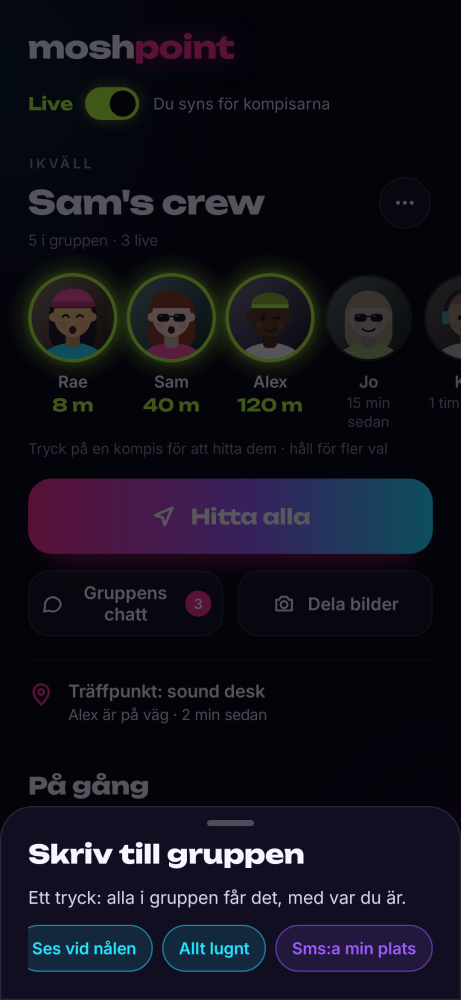 moshpoint
Live Du syns för kompisarna
IKVÄLL
Sam's crew
5 i gruppen · 3 live
Rae Sam Alex Jo
8 m 40 m 120 m 15 min sedan 1 tim
Tryck på en kompis för att hitta dem · håll för fler val
Hitta alla
Gruppens chatt 3 Dela bilder
Träffpunkt: sound desk
Alex är på väg · 2 min sedan
På gång
Skriv till gruppen
Ett tryck: alla i gruppen får det, med var du är.
Ses vid nålen Allt lugnt Sms:a min plats